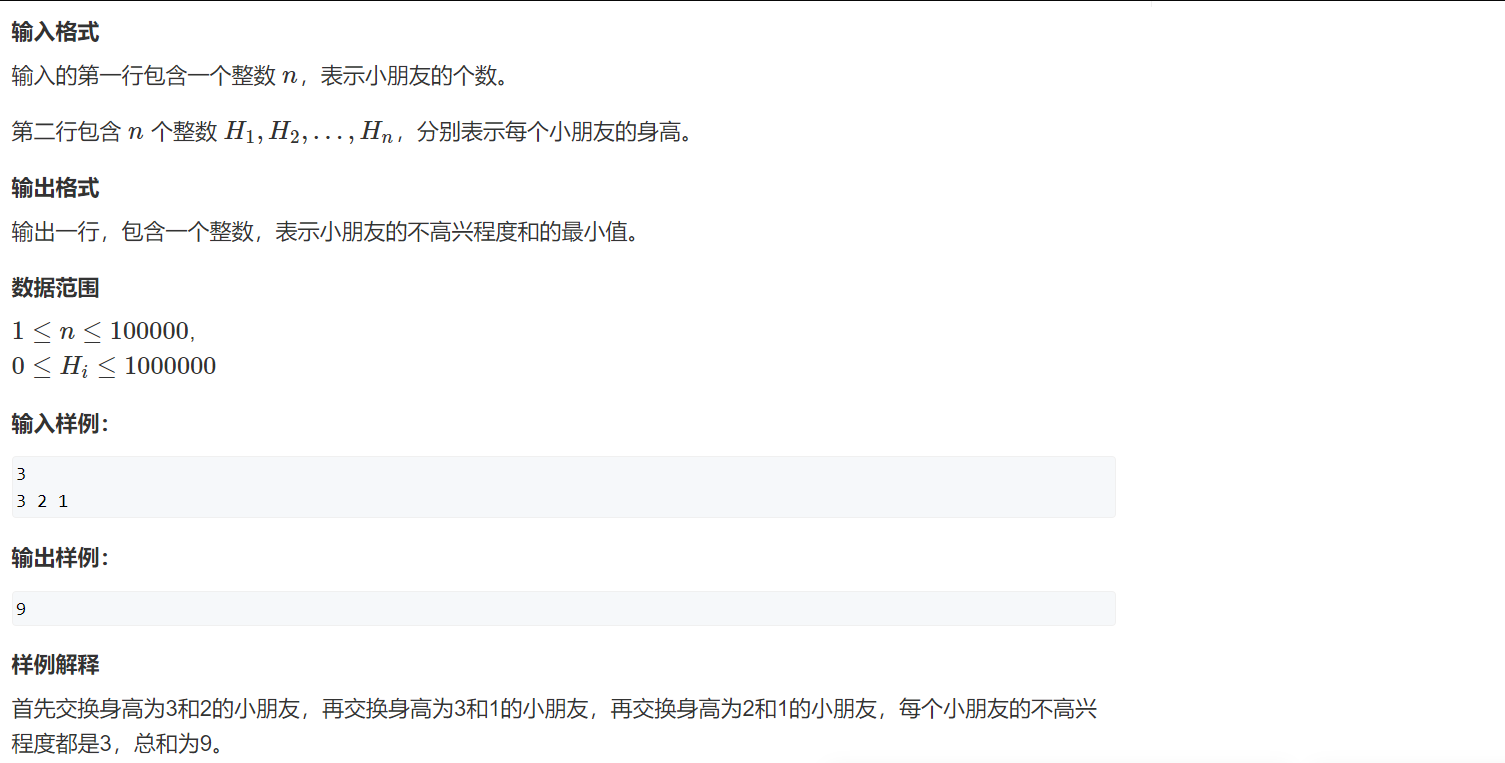 输入格式
输入的第一行包含一个整数 n，表示小朋友的个数。
第二行包含 n 个整数 H₁, H₂, . . . , Hₙ，分别表示每个小朋友的身高。
输出格式
输出一行，包含一个整数，表示小朋友的不高兴程度和的最小值。
数据范围
1 ≤ n ≤ 100000,
0 ≤ Hᵢ ≤ 1000000
输入样例：
3
3 2 1
输出样例：
9
样例解释
首先交换身高为3和2的小朋友，再交换身高为3和1的小朋友，再交换身高为2和1的小朋友，每个小朋友的不高兴
程度都是3，总和为9。